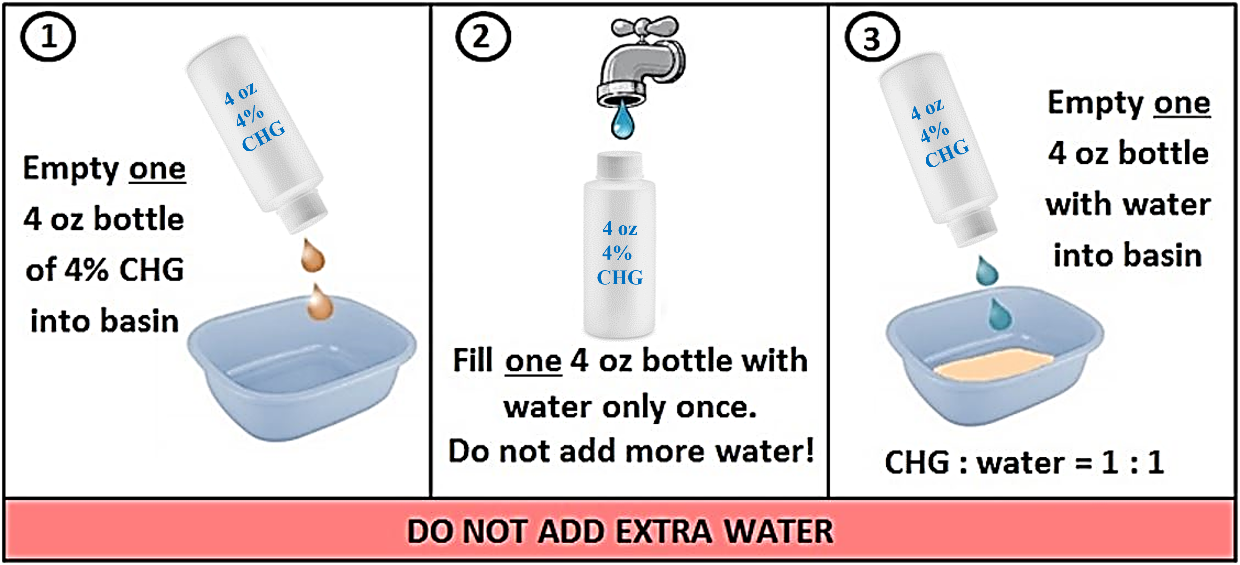 1
4 oz
4%
CHG
Empty one
4 oz bottle
of 4% CHG
into basin
2
4 oz
4%
CHG
Fill one 4 oz bottle with
water only once.
Do not add more water!
3
4 oz
4%
CHG
Empty one
4 oz bottle
with water
into basin
CHG : water = 1 : 1
DO NOT ADD EXTRA WATER